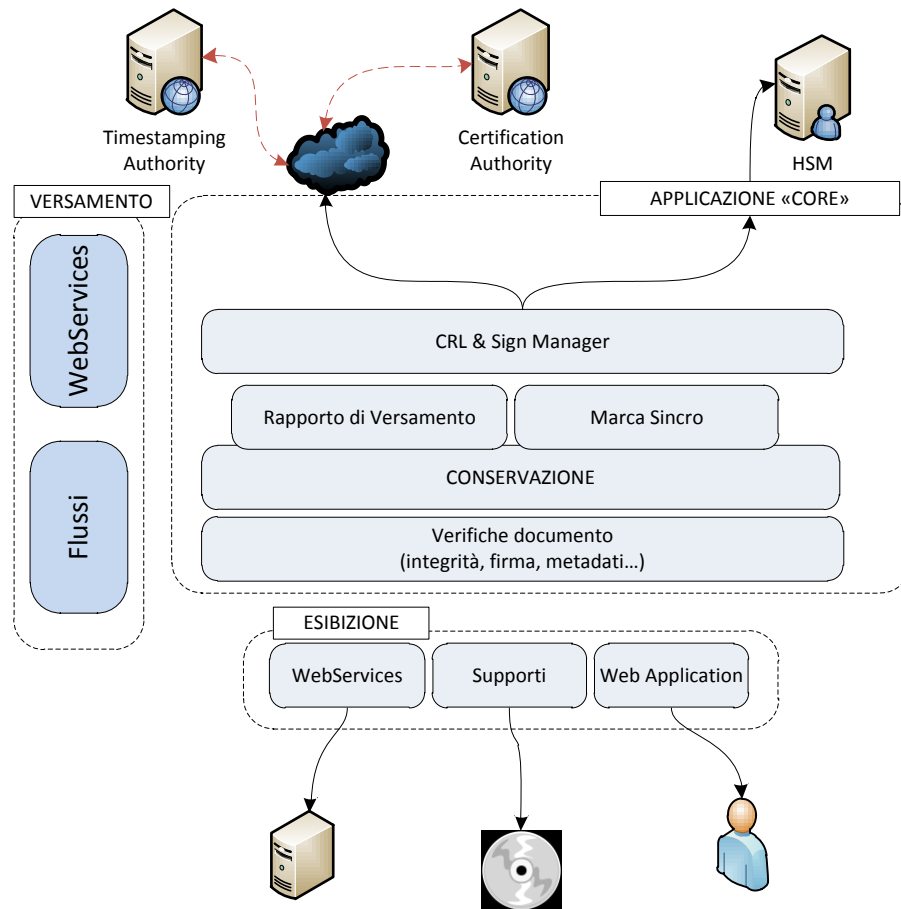 Timestamping
Authority
Certification
Authority
HSM
VERSAMENTO
APPLICAZIONE «CORE»
WebServices
Flussi
CRL & Sign Manager
Rapporto di Versamento
Marca Sincro
CONSERVAZIONE
Verifiche documento
(integrità, firma, metadati…)
ESIBIZIONE
WebServices
Supporti
Web Application